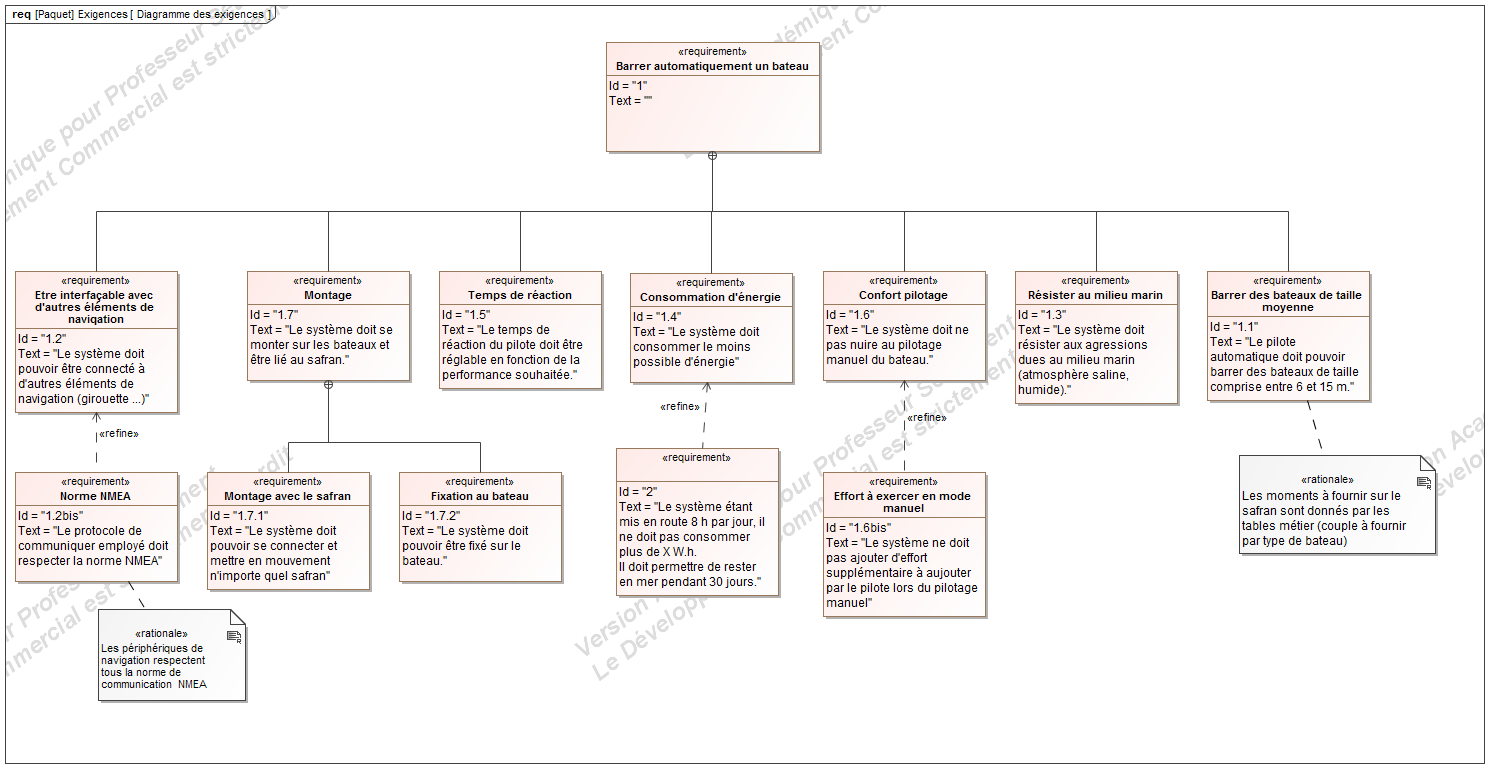 req [Paquet] Exigences [ Diagramme des exigences ]
«requirement»
Barrer automatiquement un bateau
Id = "1"
Text = ""
«requirement»
Etre interfaçable avec
d'autres éléments de
navigation
Id = "1.2"
Text = "Le système doit
pouvoir être connecté à
d'autres éléments de
navigation (girouette ...)"
«requirement»
Montage
Id = "1.7"
Text = "Le système doit se
monter sur les bateaux et
être lié au safran."
«requirement»
Temps de réaction
Id = "1.5"
Text = "Le temps de
réaction du pilote doit être
réglable en fonction de la
performance souhaitée."
«requirement»
Consommation d'énergie
Id = "1.4"
Text = "Le système doit
consommer le moins
possible d'énergie"
«requirement»
Confort pilotage
Id = "1.6"
Text = "Le système doit ne
pas nuire au pilotage
manuel du bateau."
«requirement»
Résister au milieu marin
Id = "1.3"
Text = "Le système doit
résister aux agressions
dues au milieu marin
(atmosphère saline,
humide)."
«requirement»
Barrer des bateaux de taille
moyenne
Id = "1.1"
Text = "Le pilote
automatique doit pouvoir
barrer des bateaux de taille
comprise entre 6 et 15 m."
«refine»
«refine»
«refine»
«requirement»
Norme NMEA
Id = "1.2bis"
Text = "Le protocole de
communiquer employé doit
respecter la norme NMEA"
«requirement»
Montage avec le safran
Id = "1.7.1"
Text = "Le système doit
pouvoir se connecter et
mettre en mouvement
n'importe quel safran"
«requirement»
Fixation au bateau
Id = "1.7.2"
Text = "Le système doit
pouvoir être fixé sur le
bateau."
«requirement»
Id = "2"
Text = "Le système étant
mis en route 8 h par jour, il
ne doit pas consommer
plus de X W.h.
Il doit permettre de rester
en mer pendant 30 jours."
«requirement»
Effort à exercer en mode
manuel
Id = "1.6bis"
Text = "Le système ne doit
pas ajouter d'effort
supplémentaire à aujouter
par le pilote lors du pilotage
manuel"
«rationale»
Les moments à fournir sur le
safran sont donnés par les
tables métier (couple à fournir
par type de bateau)
«rationale»
Les périphériques de
navigation respectent
tous la norme de
communication NMEA